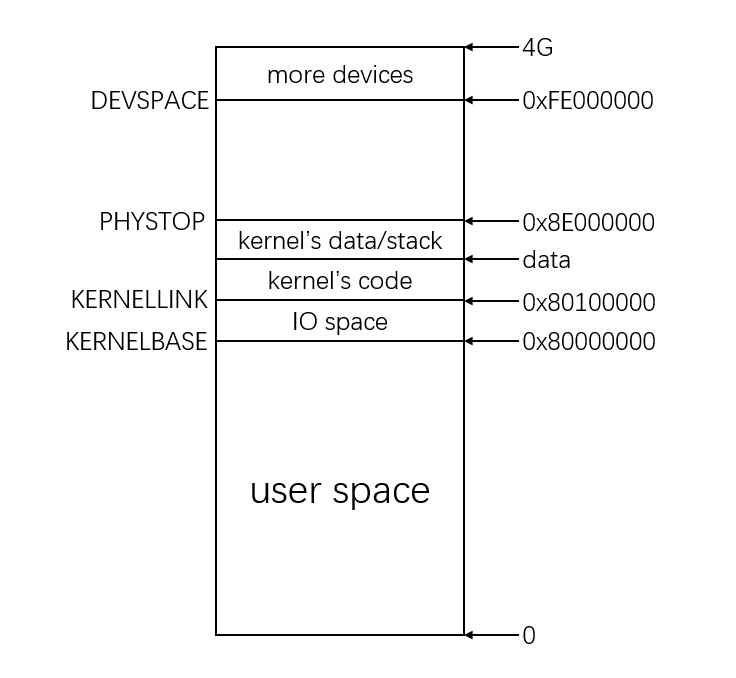 4G
more devices
DEVSPACE
0xFE000000
PHYSTOP
0x8E000000
kernel’s data/stack
data
kernel’s code
KERNELLINK
0x80100000
IO space
KERNELBASE
0x80000000
user space
0